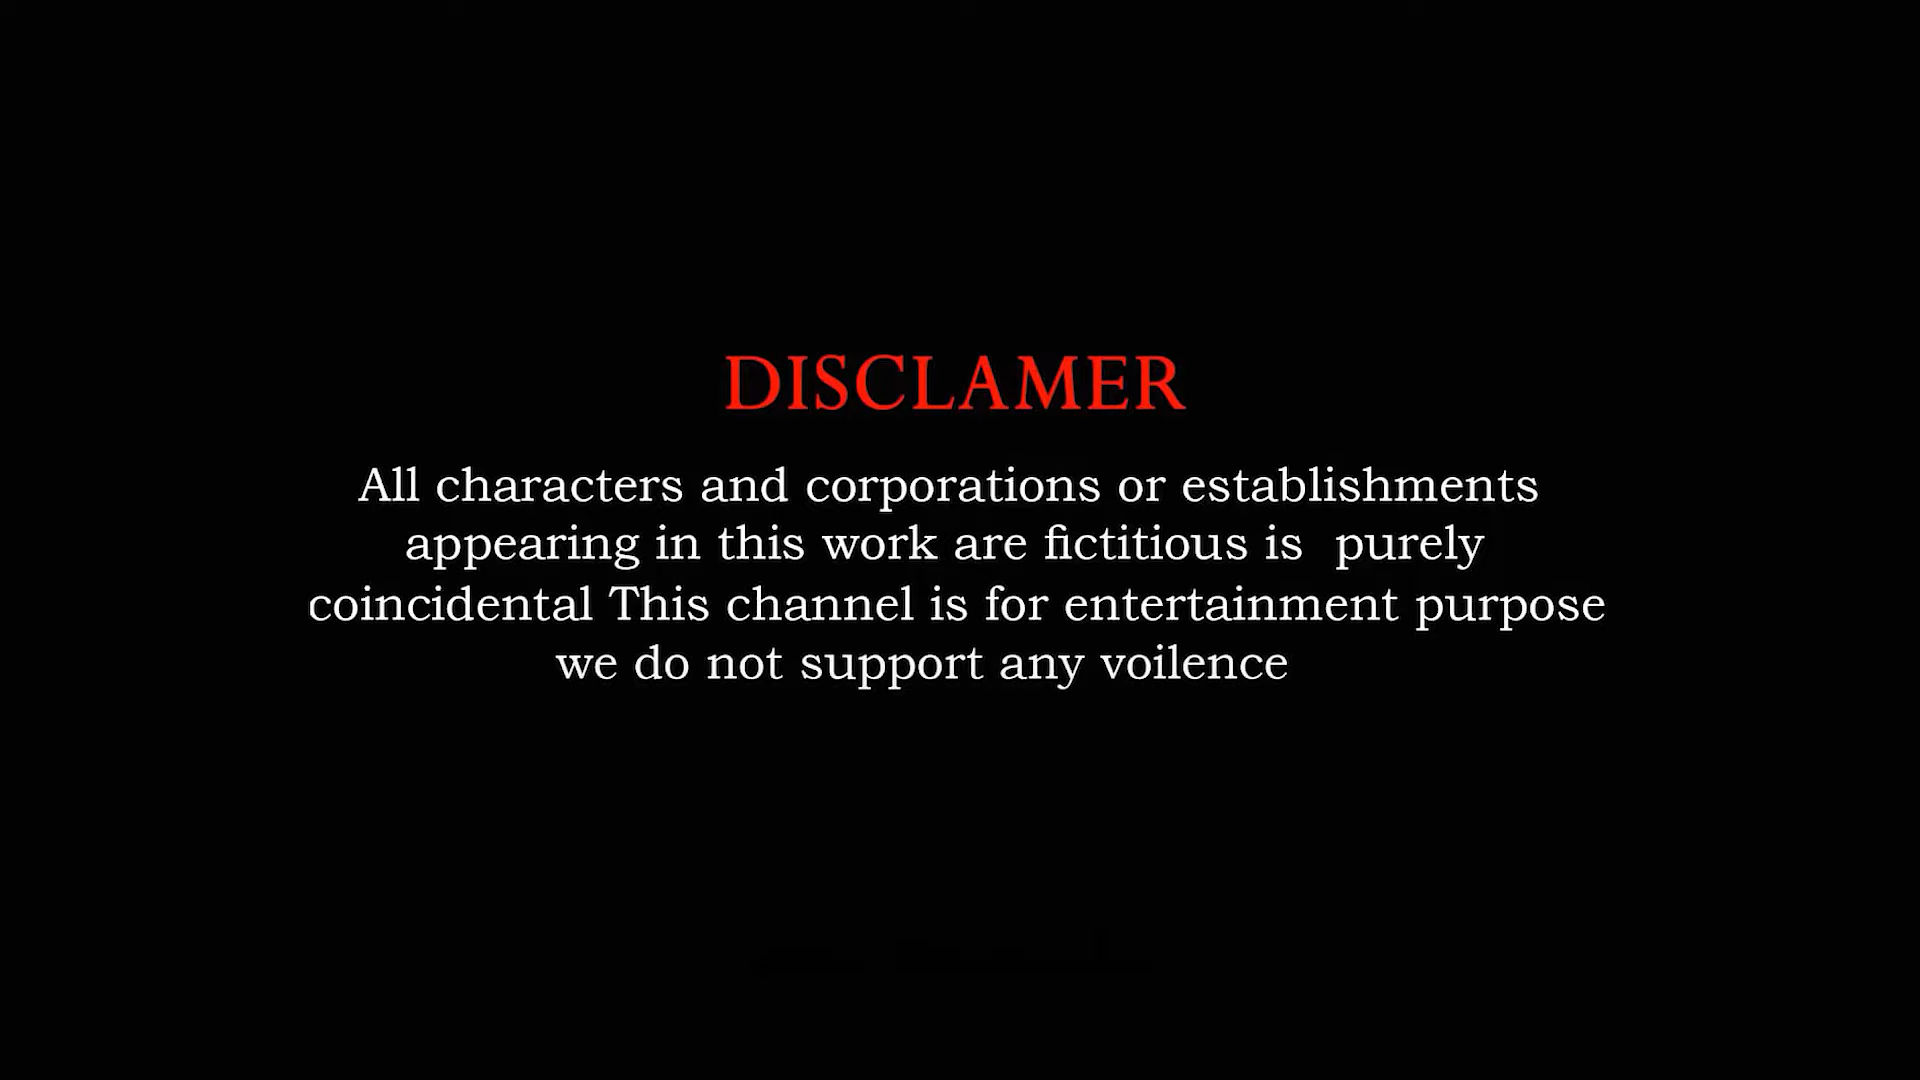 DISCLAMER
All characters and corporations or establishments
appearing in this work are fictitious is  purely
coincidental This channel is for entertainment purpose
we do not support any voilence